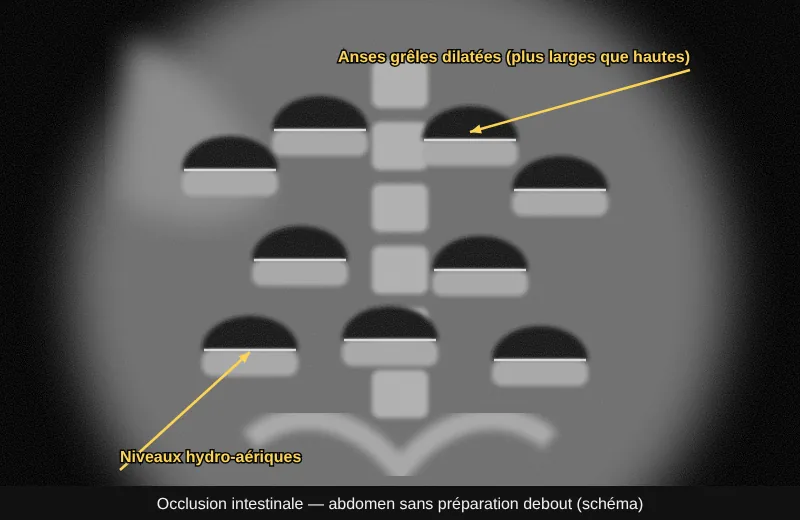 Anses grêles dilatées (plus larges que hautes)
Niveaux hydro-aériques
Occlusion intestinale — abdomen sans préparation debout (schéma)